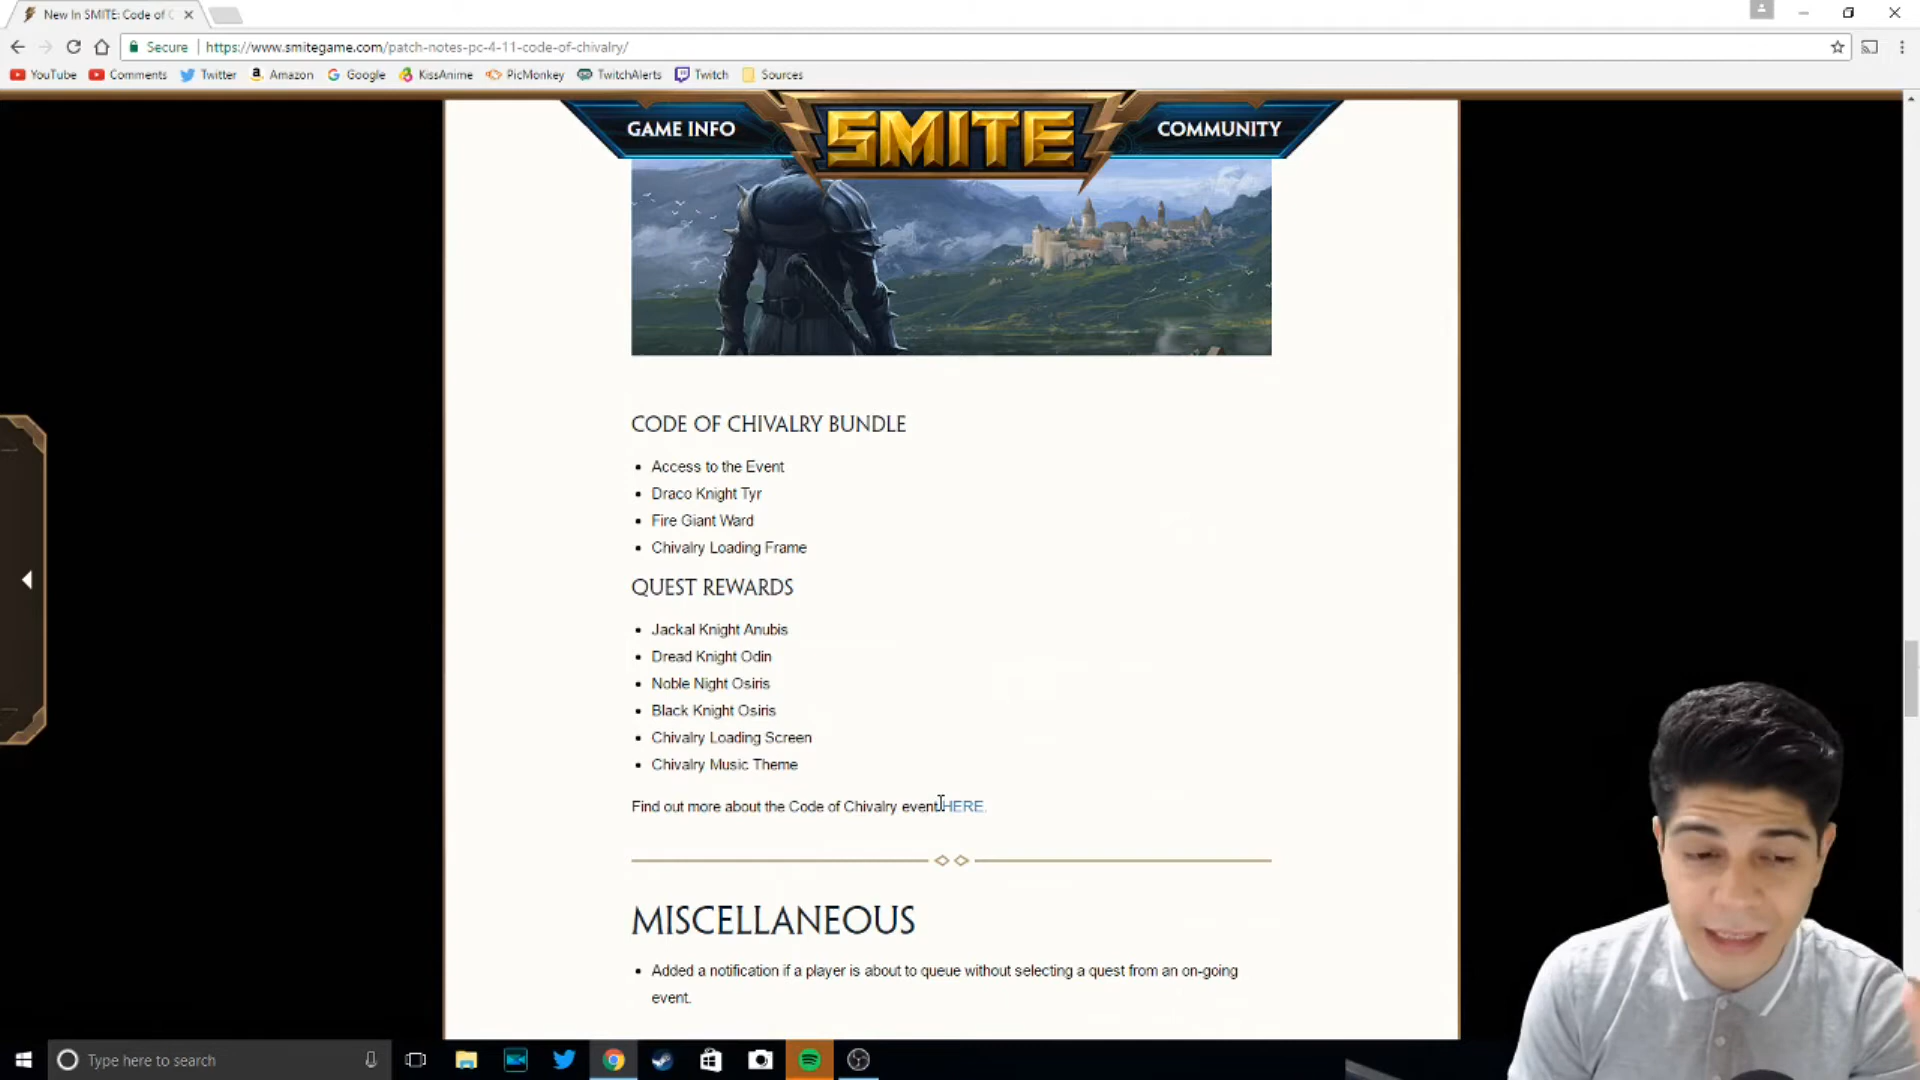 New In SMITE: Code of C
Secure https://www.smitegame.com/patch-notes-pc-4-11-code-of-chivalry/
YouTube Comments Twitter Amazon Google KissAnime PicMonkey TwitchAlerts Twitch Sources
GAME INFO SMITE COMMUNITY
CODE OF CHIVALRY BUNDLE
Access to the Event
Draco Knight Tyr
Fire Giant Ward
Chivalry Loading Frame
QUEST REWARDS
Jackal Knight Anubis
Dread Knight Odin
Noble Night Osiris
Black Knight Osiris
Chivalry Loading Screen
Chivalry Music Theme
Find out more about the Code of Chivalry event HERE.
MISCELLANEOUS
Added a notification if a player is about to queue without selecting a quest from an on-going
event.
Type here to search